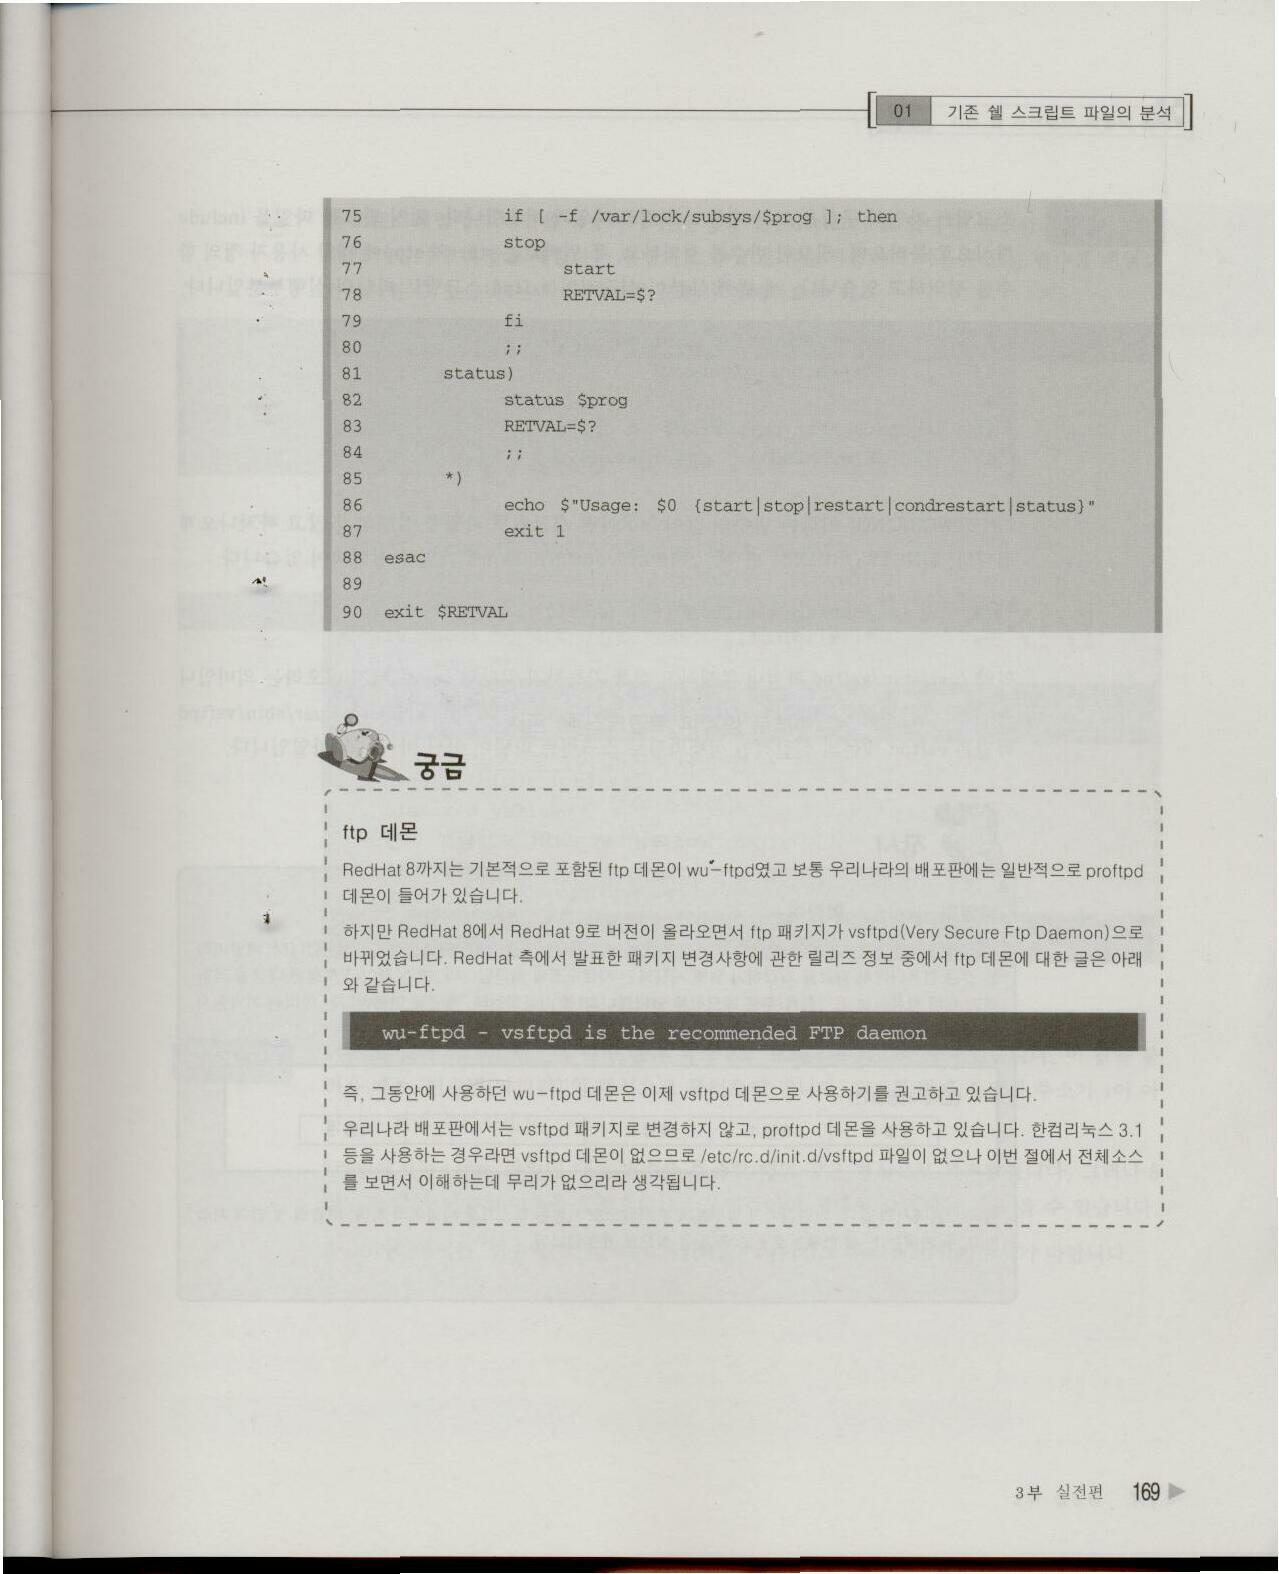 01 기존 쉘 스크립트 파일의 분석
75 if [ -f /var/lock/subsys/$prog ]; then
76 stop
77 start
78 RETVAL=$?
79 fi
80 ;;
81 status)
82 status $prog
83 RETVAL=$?
84 ;;
85 *)
86 echo $"Usage: $0 {start|stop|restart|condrestart|status}"
87 exit 1
88 esac
89
90 exit $RETVAL
궁금
ftp 데몬
RedHat 8까지는 기본적으로 포함된 ftp 데몬이 wu-ftpd였고 보통 우리나라의 배포판에는 일반적으로 proftpd
데몬이 들어가 있습니다.
하지만 RedHat 8에서 RedHat 9로 버전이 올라오면서 ftp 패키지가 vsftpd(Very Secure Ftp Daemon)으로
바뀌었습니다. RedHat 측에서 발표한 패키지 변경사항에 관한 릴리즈 정보 중에서 ftp 데몬에 대한 글은 아래
와 같습니다.
wu-ftpd - vsftpd is the recommended FTP daemon
즉, 그동안에 사용하던 wu-ftpd 데몬은 이제 vsftpd 데몬으로 사용하기를 권고하고 있습니다.
우리나라 배포판에서는 vsftpd 패키지로 변경하지 않고, proftpd 데몬을 사용하고 있습니다. 한컴리눅스 3.1
등을 사용하는 경우라면 vsftpd 데몬이 없으므로 /etc/rc.d/init.d/vsftpd 파일이 없으나 이번 절에서 전체소스
를 보면서 이해하는데 무리가 없으리라 생각됩니다.
3부 실전편 169